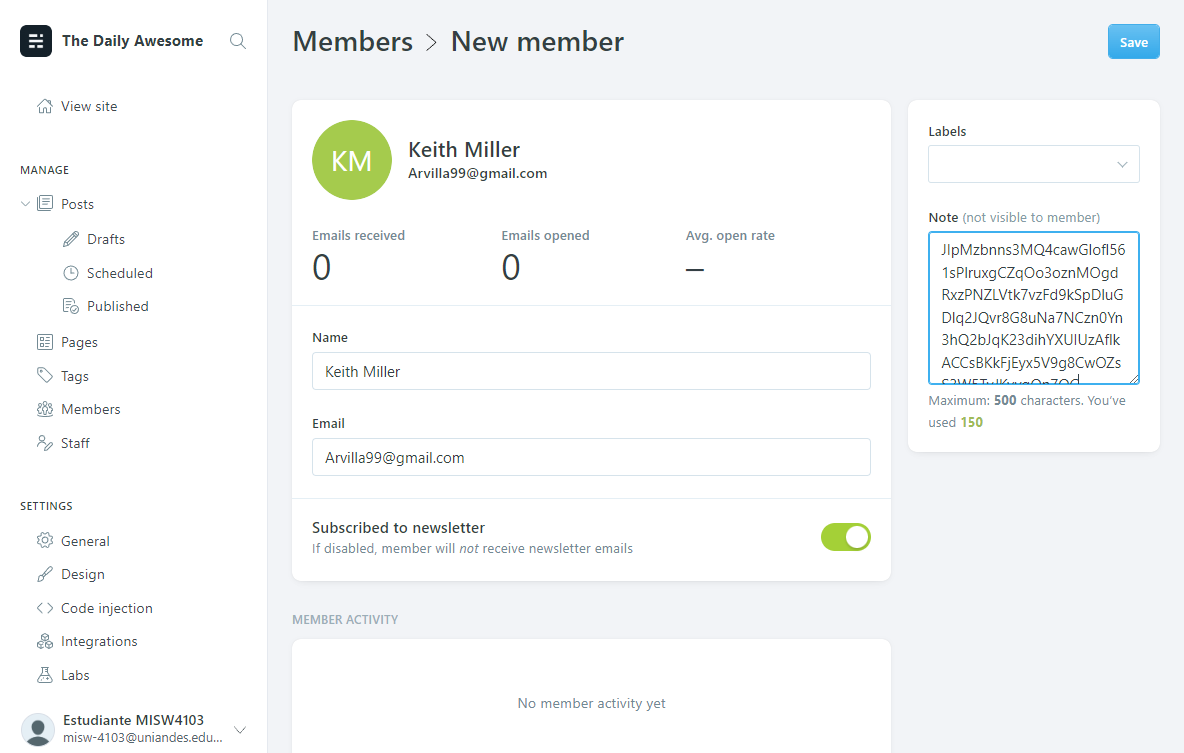 The Daily Awesome
View site
MANAGE
Posts
Drafts
Scheduled
Published
Pages
Tags
Members
Staff
SETTINGS
General
Design
Code injection
Integrations
Labs
Estudiante MISW4103
misw-4103@uniandes.edu...
Members > New member
Save
KM
Keith Miller
Arvilla99@gmail.com
Emails received
0
Emails opened
0
Avg. open rate
–
Name
Keith Miller
Email
Arvilla99@gmail.com
Subscribed to newsletter
If disabled, member will not receive newsletter emails
MEMBER ACTIVITY
No member activity yet
Labels
Note (not visible to member)
Maximum: 500 characters. You've
used 150